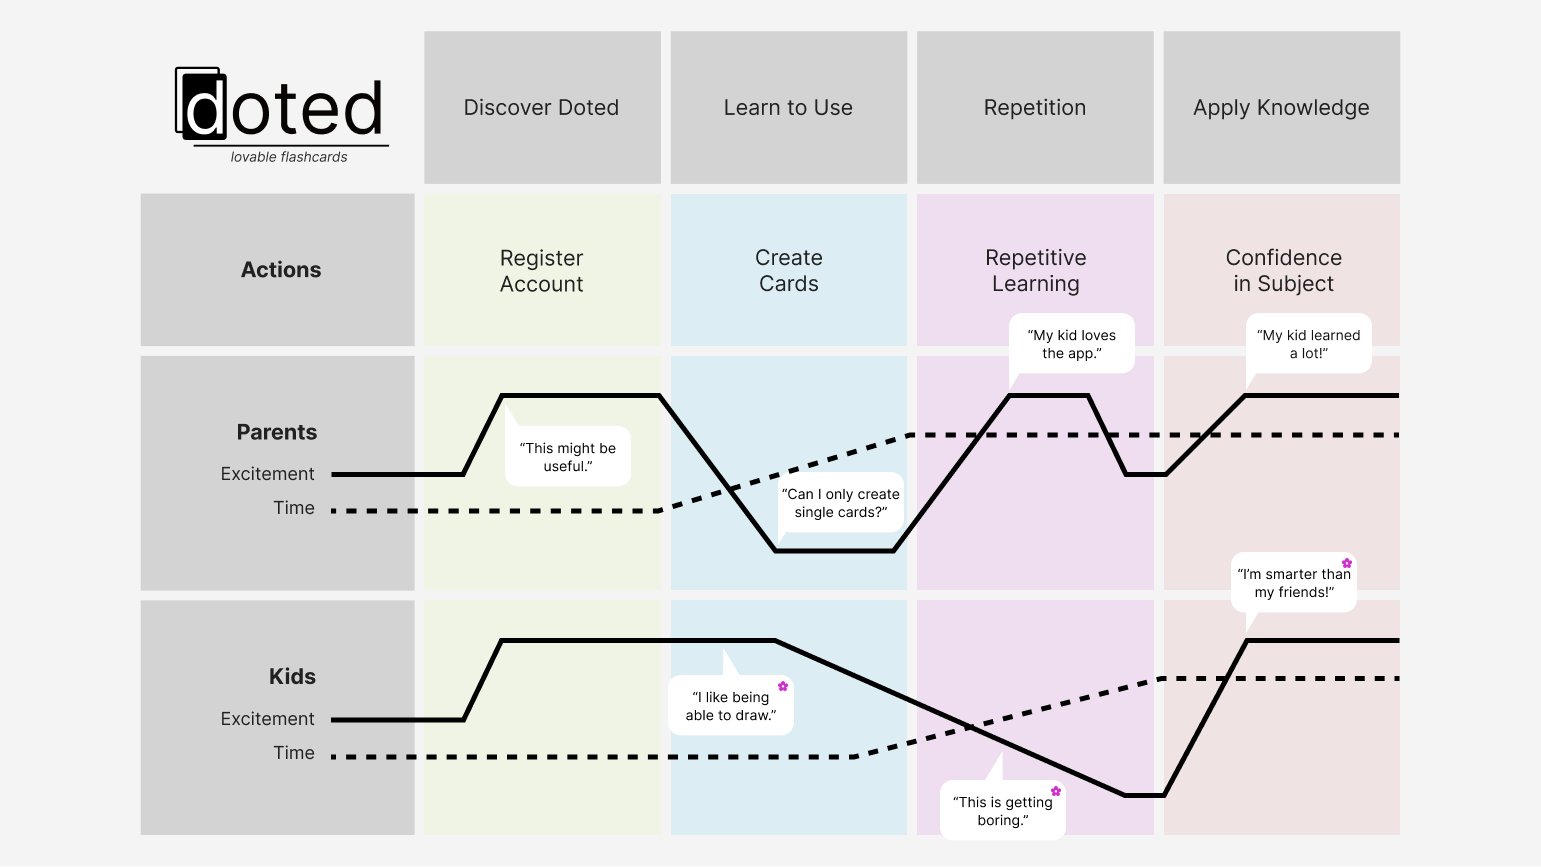 doted
lovable flashcards
Discover Doted
Learn to Use
Repetition
Apply Knowledge
Actions
Register
Account
Create
Cards
Repetitive
Learning
Confidence
in Subject
“My kid loves
the app.”
“My kid learned
a lot!”
Parents
Excitement
Time
“This might be
useful.”
“Can I only create
single cards?”
“I’m smarter than
my friends!”
Kids
Excitement
Time
“I like being
able to draw.”
“This is getting
boring.”